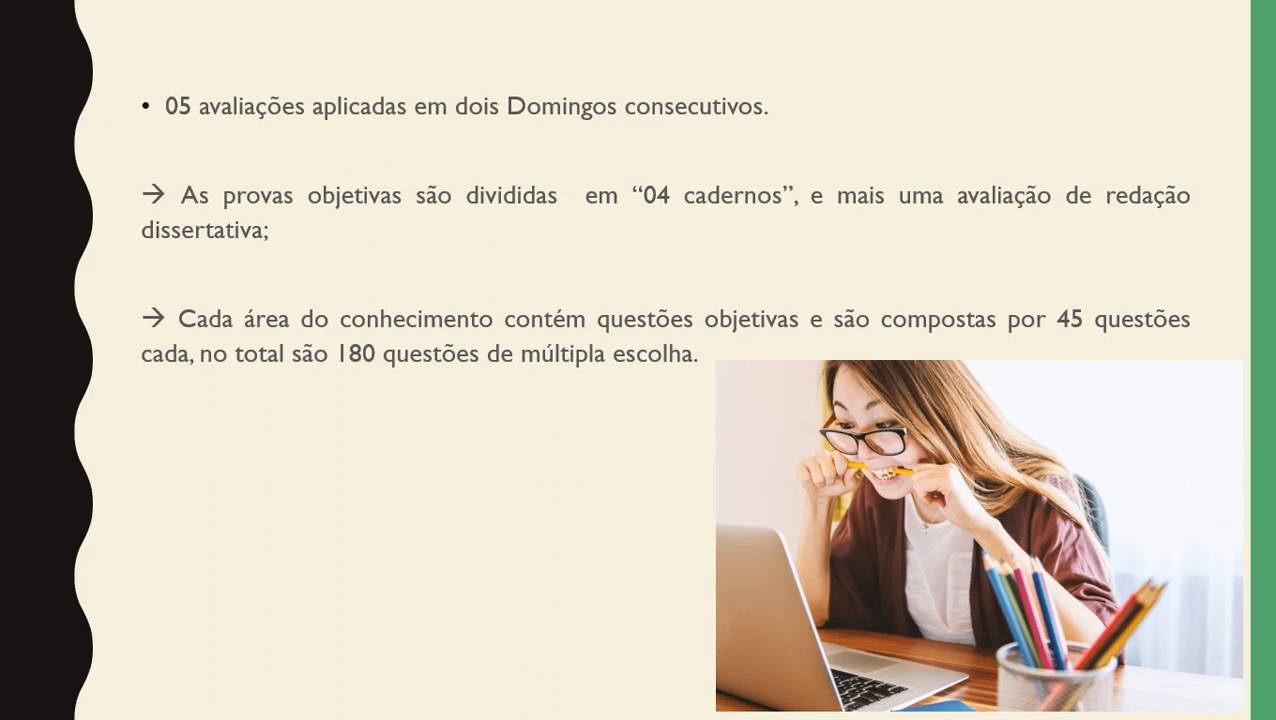 • 05 avaliações aplicadas em dois Domingos consecutivos.
→ As provas objetivas são divididas em “04 cadernos”, e mais uma avaliação de redação
dissertativa;
→ Cada área do conhecimento contém questões objetivas e são compostas por 45 questões
cada, no total são 180 questões de múltipla escolha.